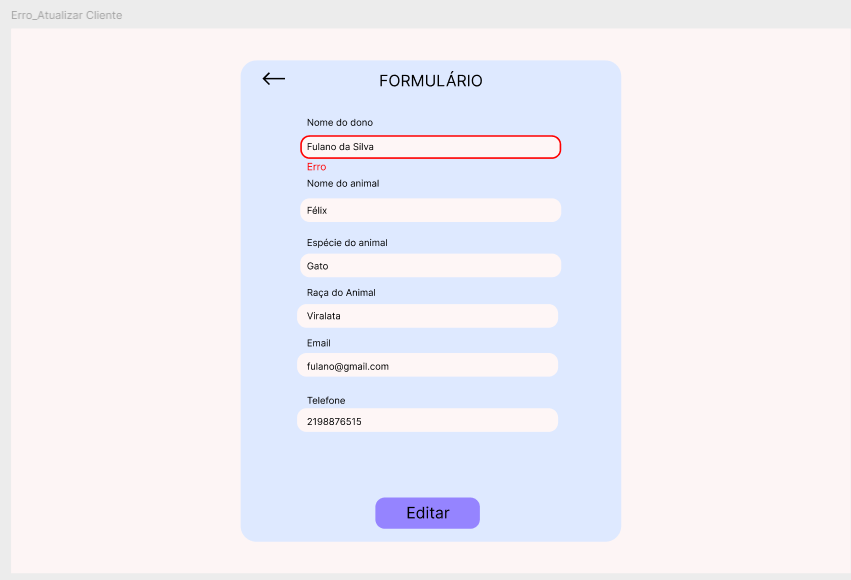 Erro_Atualizar Cliente
FORMULÁRIO
Nome do dono
Fulano da Silva
Erro
Nome do animal
Félix
Espécie do animal
Gato
Raça do Animal
Viralata
Email
fulano@gmail.com
Telefone
2198876515
Editar